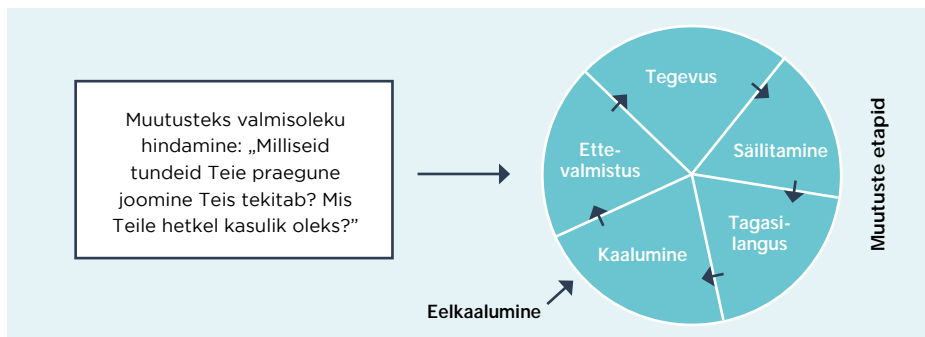 Muutusteks valmisoleku
hindamine: „Milliseid
tundeid Teie praegune
joomine Teis tekitab? Mis
Teile hetkel kasulik oleks?”
Tegevus
Ette-
valmistus
Säilitamine
Tagasi-
langus
Kaalumine
Eelkaalumine
Muutuste etapid